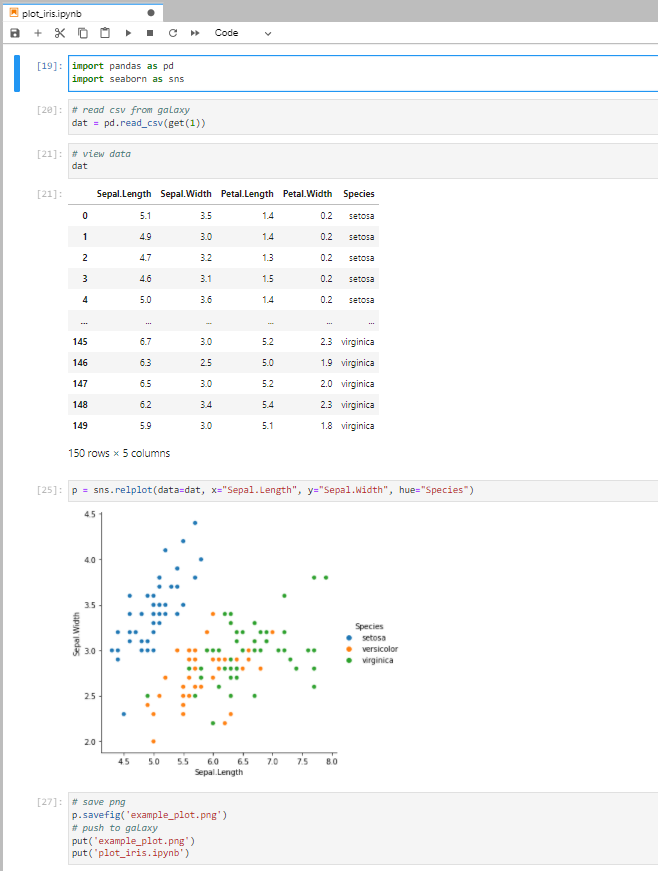 plot_iris.ipynb
Code
[19]: import pandas as pd
import seaborn as sns
[20]: # read csv from galaxy
dat = pd.read_csv(get(1))
[21]: # view data
dat
[21]: Sepal.Length Sepal.Width Petal.Length Petal.Width Species
0 5.1 3.5 1.4 0.2 setosa
1 4.9 3.0 1.4 0.2 setosa
2 4.7 3.2 1.3 0.2 setosa
3 4.6 3.1 1.5 0.2 setosa
4 5.0 3.6 1.4 0.2 setosa
... ... ... ... ... ...
145 6.7 3.0 5.2 2.3 virginica
146 6.3 2.5 5.0 1.9 virginica
147 6.5 3.0 5.2 2.0 virginica
148 6.2 3.4 5.4 2.3 virginica
149 5.9 3.0 5.1 1.8 virginica
150 rows × 5 columns
[25]: p = sns.relplot(data=dat, x="Sepal.Length", y="Sepal.Width", hue="Species")
4.5
4.0
3.5
3.0
2.5
2.0
Sepal.Width
4.5 5.0 5.5 6.0 6.5 7.0 7.5 8.0
Sepal.Length
Species
setosa
versicolor
virginica
[27]: # save png
p.savefig('example_plot.png')
# push to galaxy
put('example_plot.png')
put('plot_iris.ipynb')